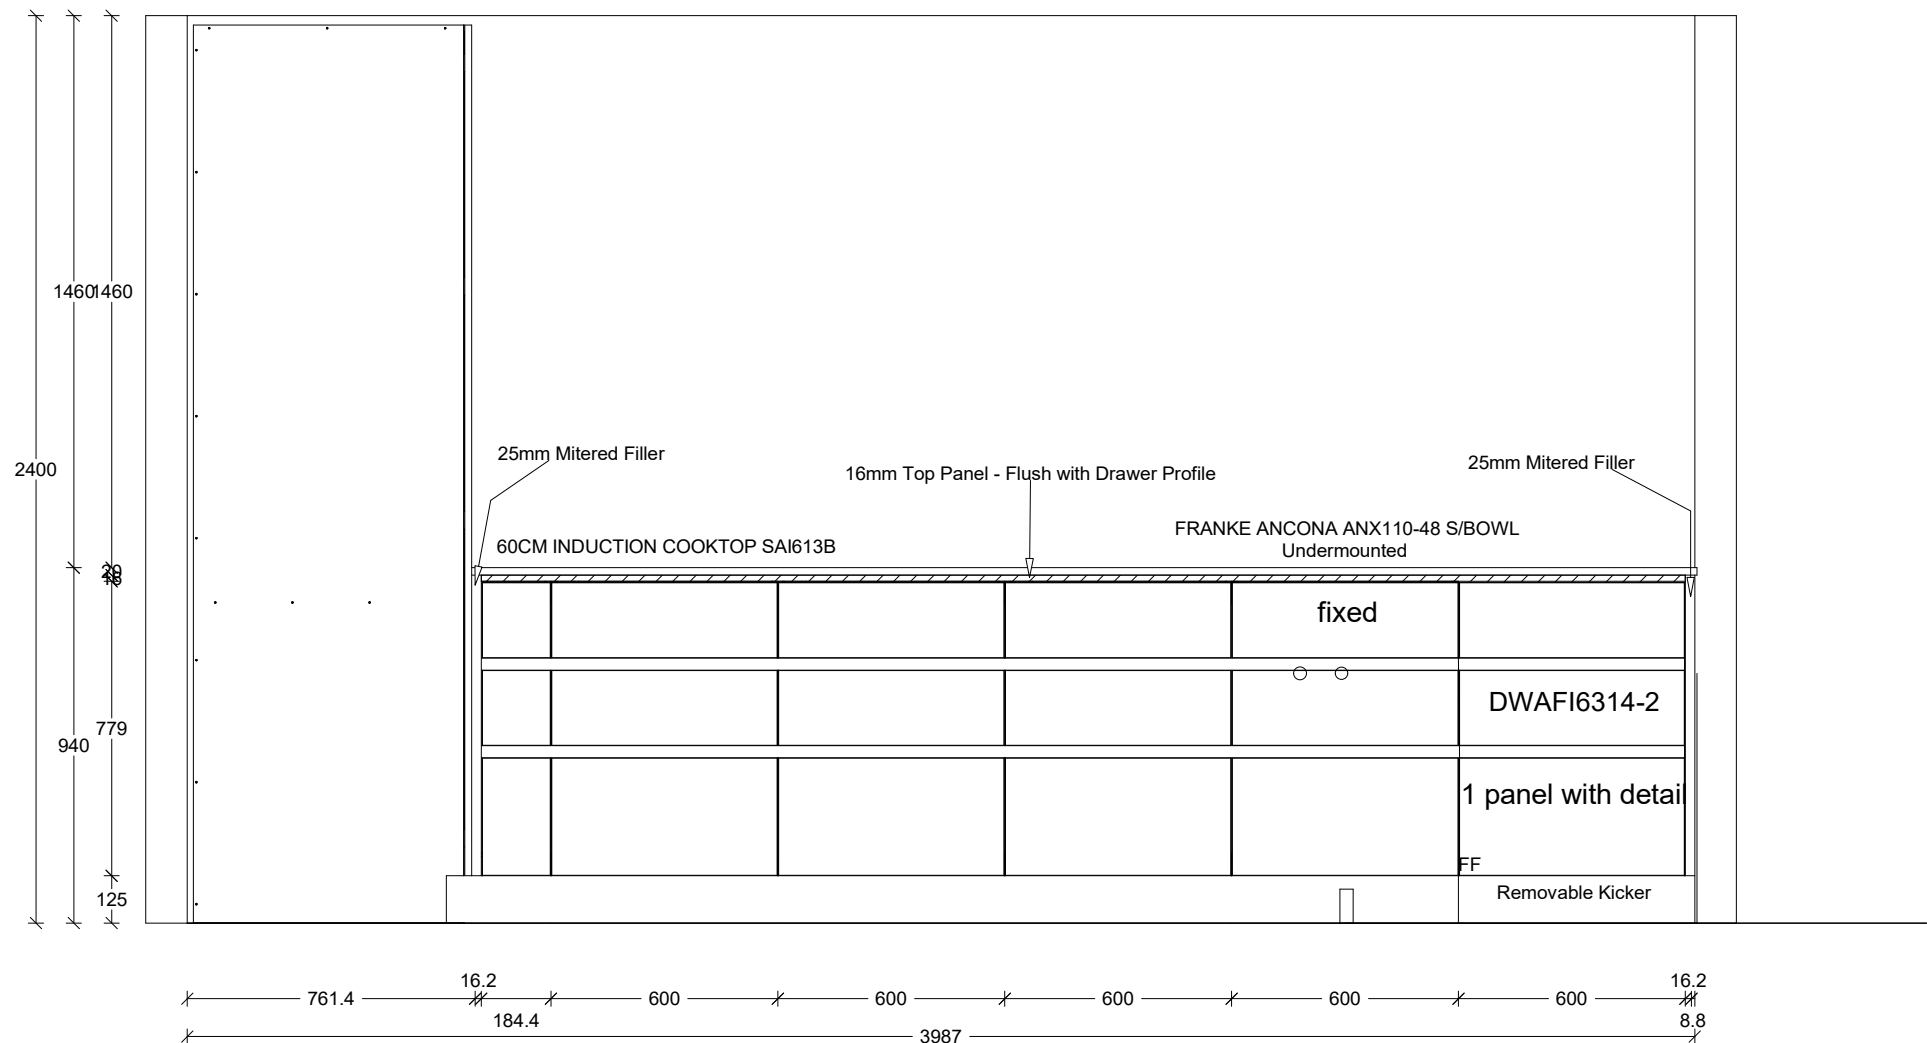 1460
1460
2400
25mm Mitered Filler
16mm Top Panel - Flush with Drawer Profile
25mm Mitered Filler
FRANKE ANCONA ANX110-48 S/BOWL
Undermounted
60CM INDUCTION COOKTOP SAI613B
20
fixed
DWAFI6314-2
779
940
1 panel with detail
FF
Removable Kicker
125
16.2
16.2
761.4
600
600
600
600
600
184.4
8.8
3987